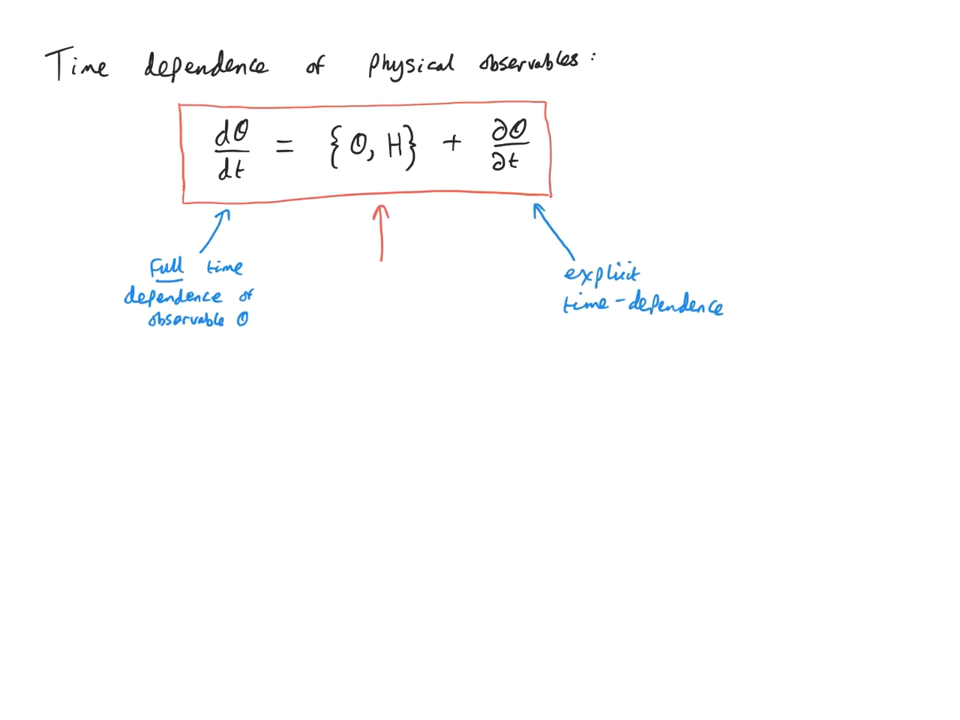 Time dependence of physical observables:
dO/dt = {O, H} + ∂O/∂t
Full time
dependence of
observable O
explicit
time-dependence